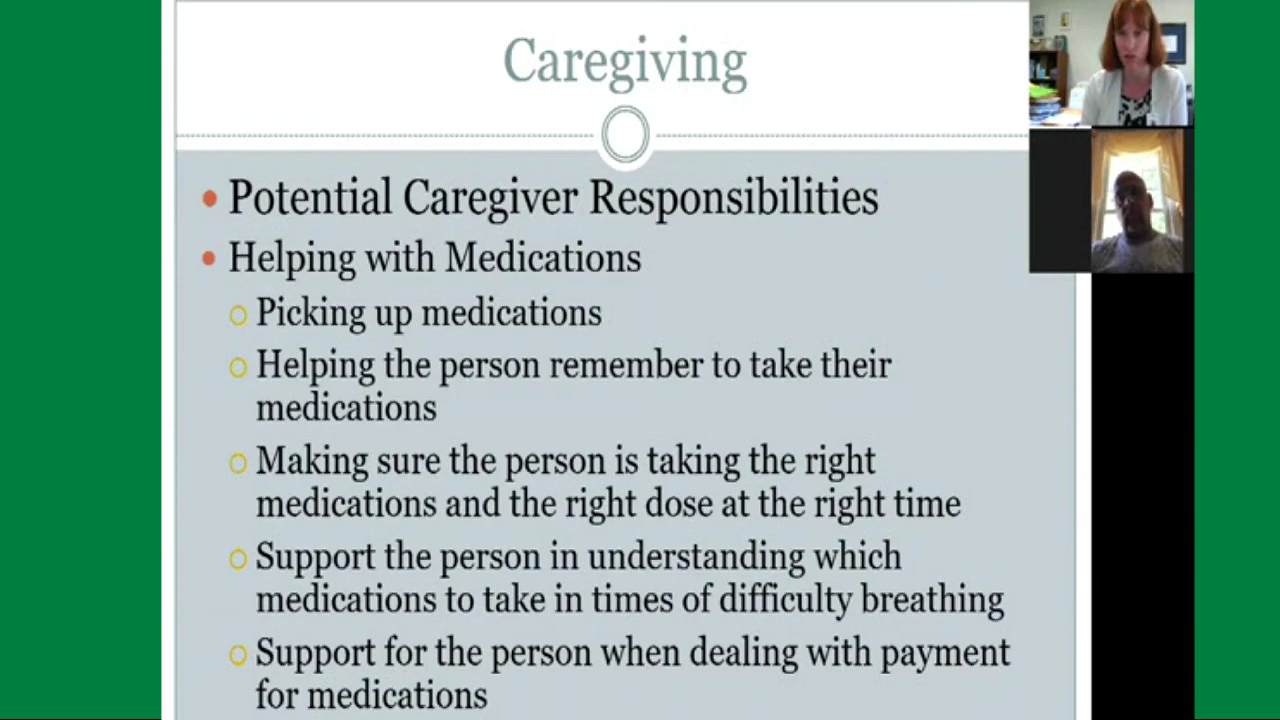 Caregiving
Potential Caregiver Responsibilities
Helping with Medications
Picking up medications
Helping the person remember to take their
medications
Making sure the person is taking the right
medications and the right dose at the right time
Support the person in understanding which
medications to take in times of difficulty breathing
Support for the person when dealing with payment
for medications